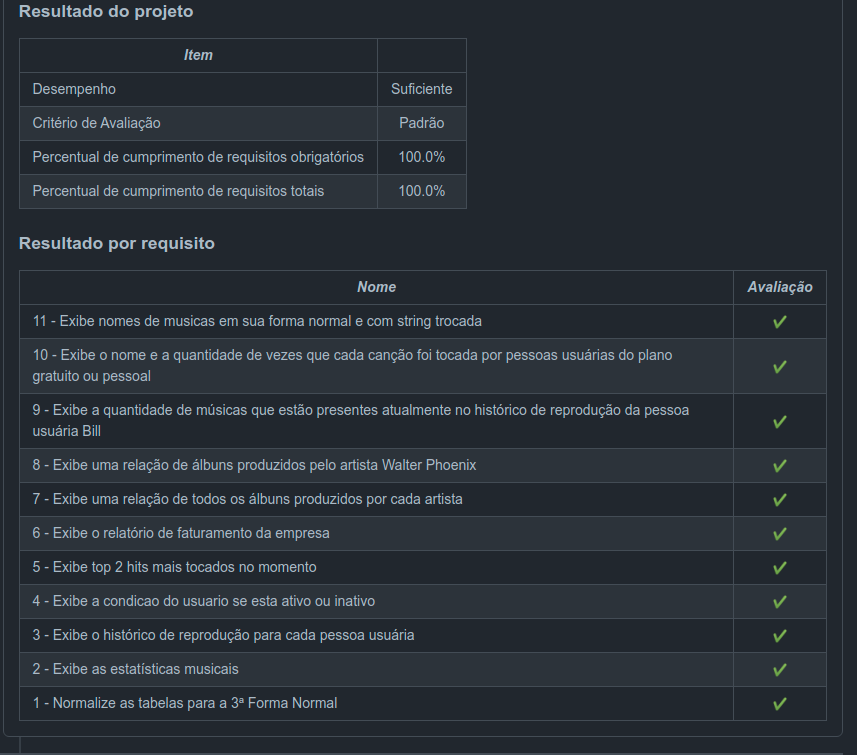 Resultado do projeto
Item
Desempenho Suficiente
Critério de Avaliação Padrão
Percentual de cumprimento de requisitos obrigatórios 100.0%
Percentual de cumprimento de requisitos totais 100.0%
Resultado por requisito
Nome Avaliação
11 - Exibe nomes de musicas em sua forma normal e com string trocada ✔
10 - Exibe o nome e a quantidade de vezes que cada canção foi tocada por pessoas usuárias do plano
gratuito ou pessoal ✔
9 - Exibe a quantidade de músicas que estão presentes atualmente no histórico de reprodução da pessoa
usuária Bill ✔
8 - Exibe uma relação de álbuns produzidos pelo artista Walter Phoenix ✔
7 - Exibe uma relação de todos os álbuns produzidos por cada artista ✔
6 - Exibe o relatório de faturamento da empresa ✔
5 - Exibe top 2 hits mais tocados no momento ✔
4 - Exibe a condicao do usuario se esta ativo ou inativo ✔
3 - Exibe o histórico de reprodução para cada pessoa usuária ✔
2 - Exibe as estatísticas musicais ✔
1 - Normalize as tabelas para a 3ª Forma Normal ✔